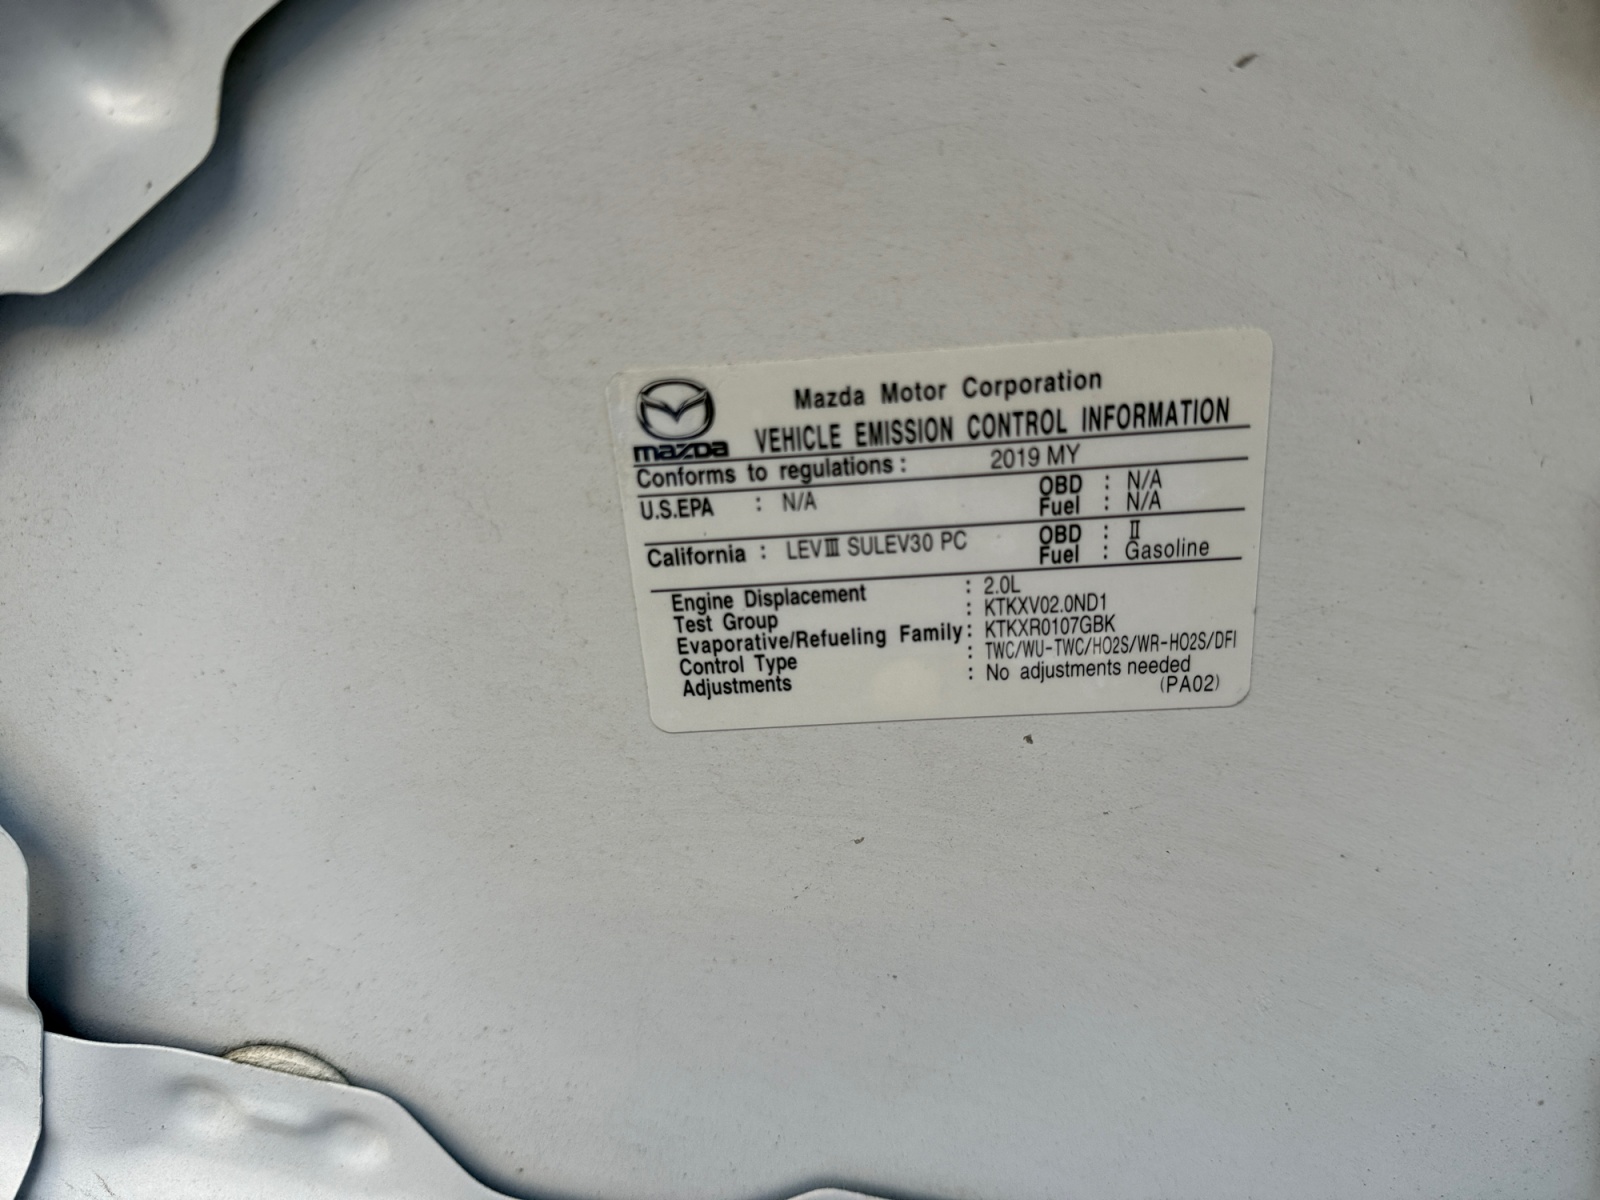 Mazda Motor Corporation
mazda VEHICLE EMISSION CONTROL INFORMATION
Conforms to regulations : 2019 MY
U.S.EPA : N/A OBD : N/A
Fuel : N/A
California : LEVⅢ SULEV30 PC OBD : Ⅱ
Fuel : Gasoline
Engine Displacement : 2.0L
Test Group : KTKXV02.0ND1
Evaporative/Refueling Family : KTKXR0107GBK
Control Type : TWC/WU-TWC/HO2S/WR-HO2S/DFI
Adjustments : No adjustments needed
(PA02)